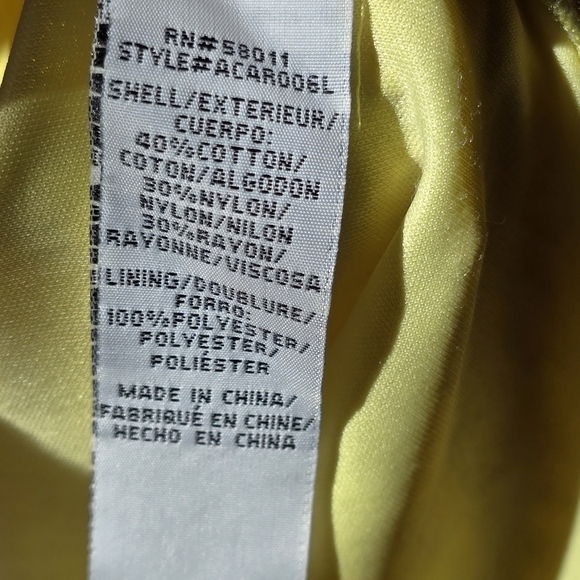 RN#58011
STYLE#ACAR006L
SHELL/EXTERIEUR/
CUERPO:
40%COTTON/
COTON/ALGODON
30%NYLON/
NYLON/NILON
30%RAYON/
RAYONNE/VISCOSA
LINING/DOUBLURE/
FORRO:
100%POLYESTER/
POLYESTER/
POLIÉSTER
MADE IN CHINA/
FABRIQUÉ EN CHINE/
HECHO EN CHINA